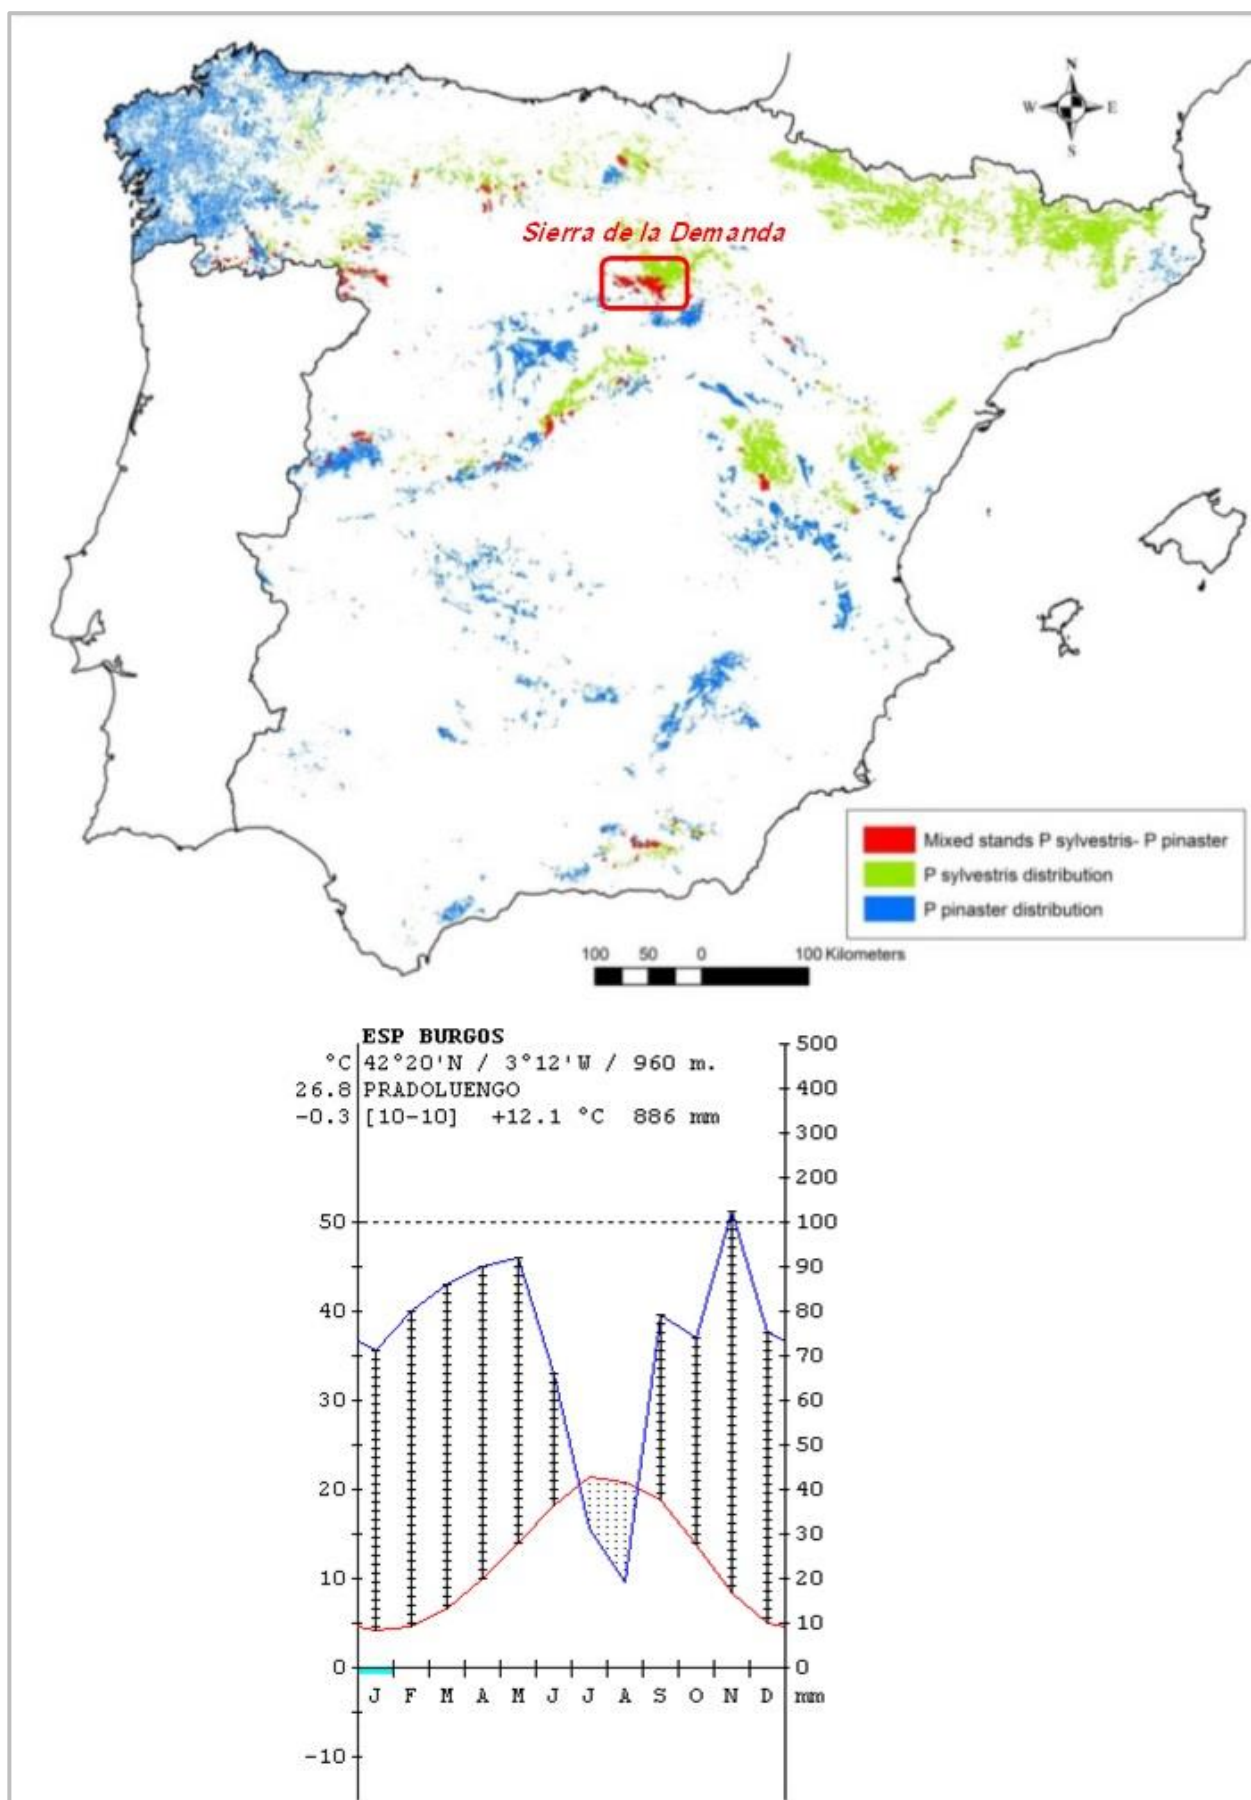 N
W E
S
Sierra de la Demanda
Mixed stands P sylvestris- P pinaster
P sylvestris distribution
P pinaster distribution
100 50 0 100 Kilometers
ESP BURGOS
°C 42°20'N / 3°12'W / 960 m.
26.8 PRADOLUENGO
-0.3 [10-10] +12.1 °C 886 mm
500
400
300
200
50 100
90
40 80
70
30 60
50
20 40
30
10 20
10
0 0
J F M A M J J A S O N D mm
-10